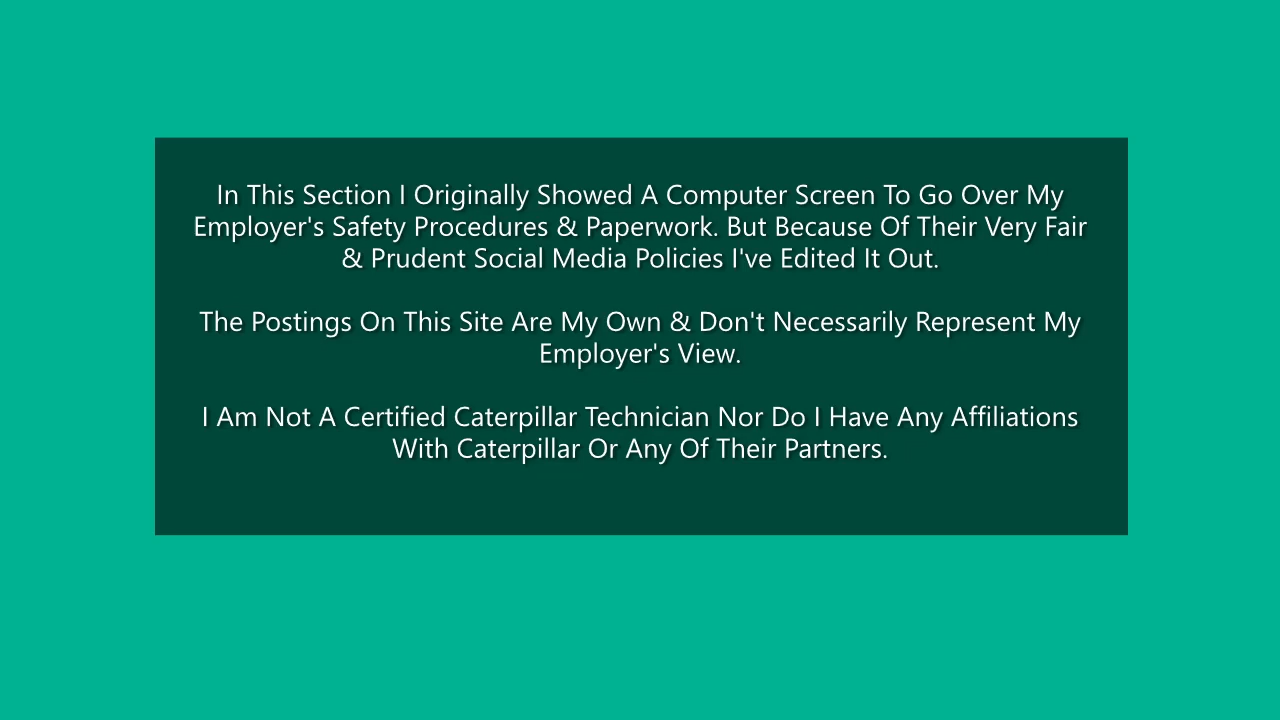 In This Section I Originally Showed A Computer Screen To Go Over My
Employer's Safety Procedures & Paperwork. But Because Of Their Very Fair
& Prudent Social Media Policies I've Edited It Out.
The Postings On This Site Are My Own & Don't Necessarily Represent My
Employer's View.
I Am Not A Certified Caterpillar Technician Nor Do I Have Any Affiliations
With Caterpillar Or Any Of Their Partners.